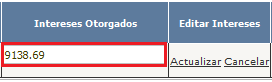 Intereses Otorgados Editar Intereses
9138.69 Actualizar Cancelar